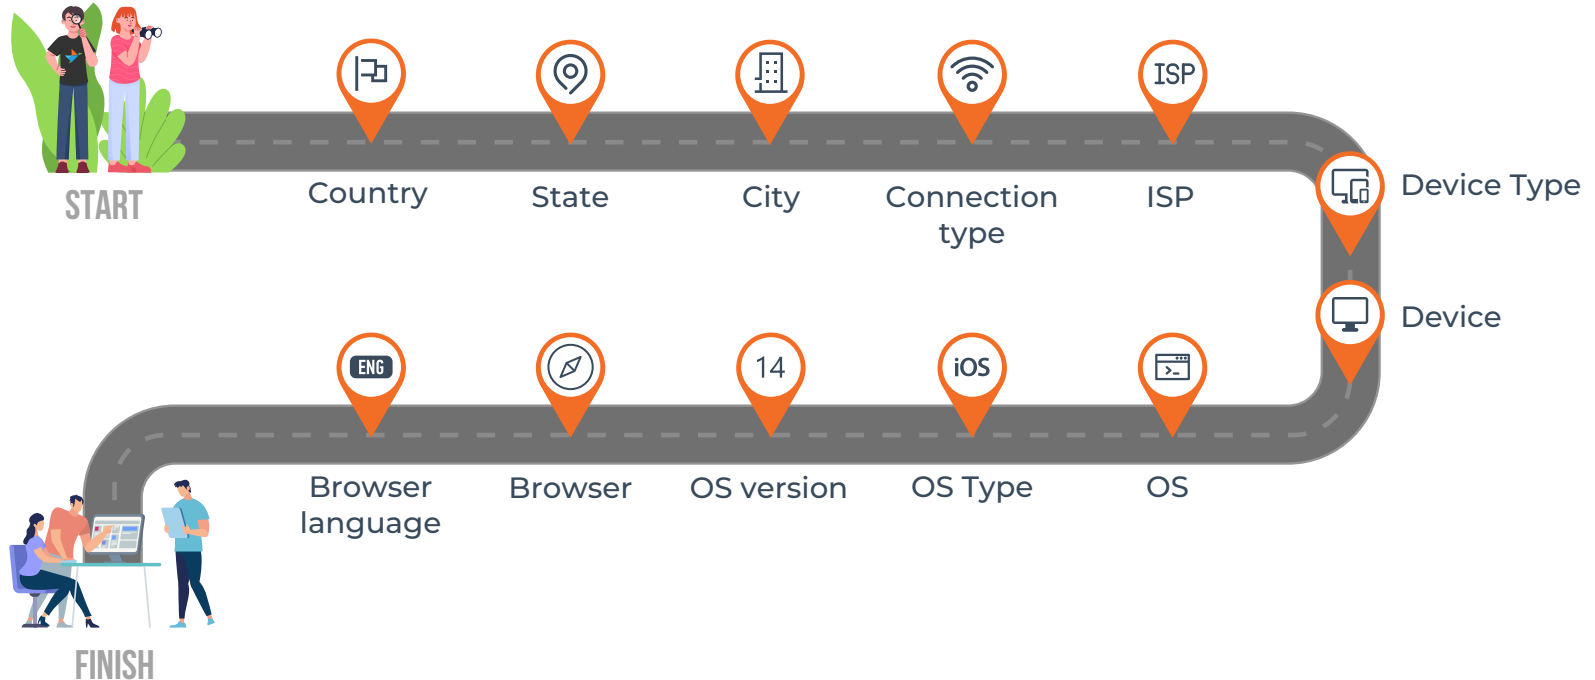 START
Country
State
City
Connection
type
ISP
ISP
Device Type
Device
OS
iOS
OS Type
14
OS version
Browser
ENG
Browser
language
FINISH